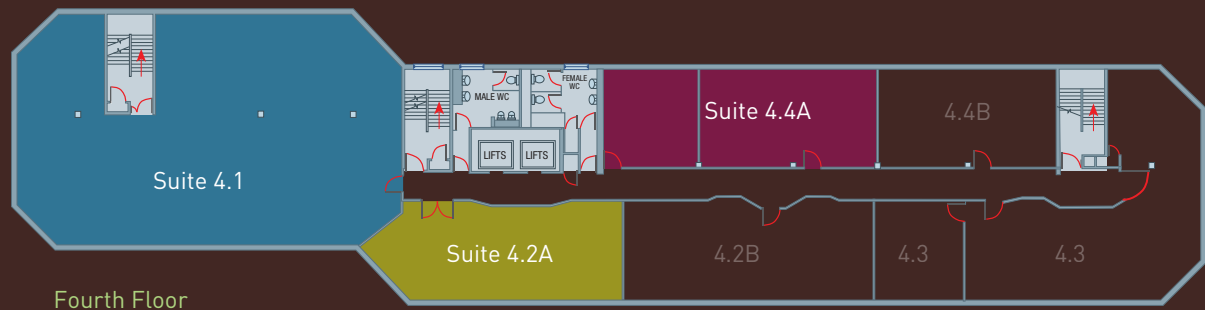 MALE WC
FEMALE
WC
Suite 4.4A
4.4B
LIFTS
LIFTS
Suite 4.1
Suite 4.2A
4.2B
4.3
4.3
Fourth Floor